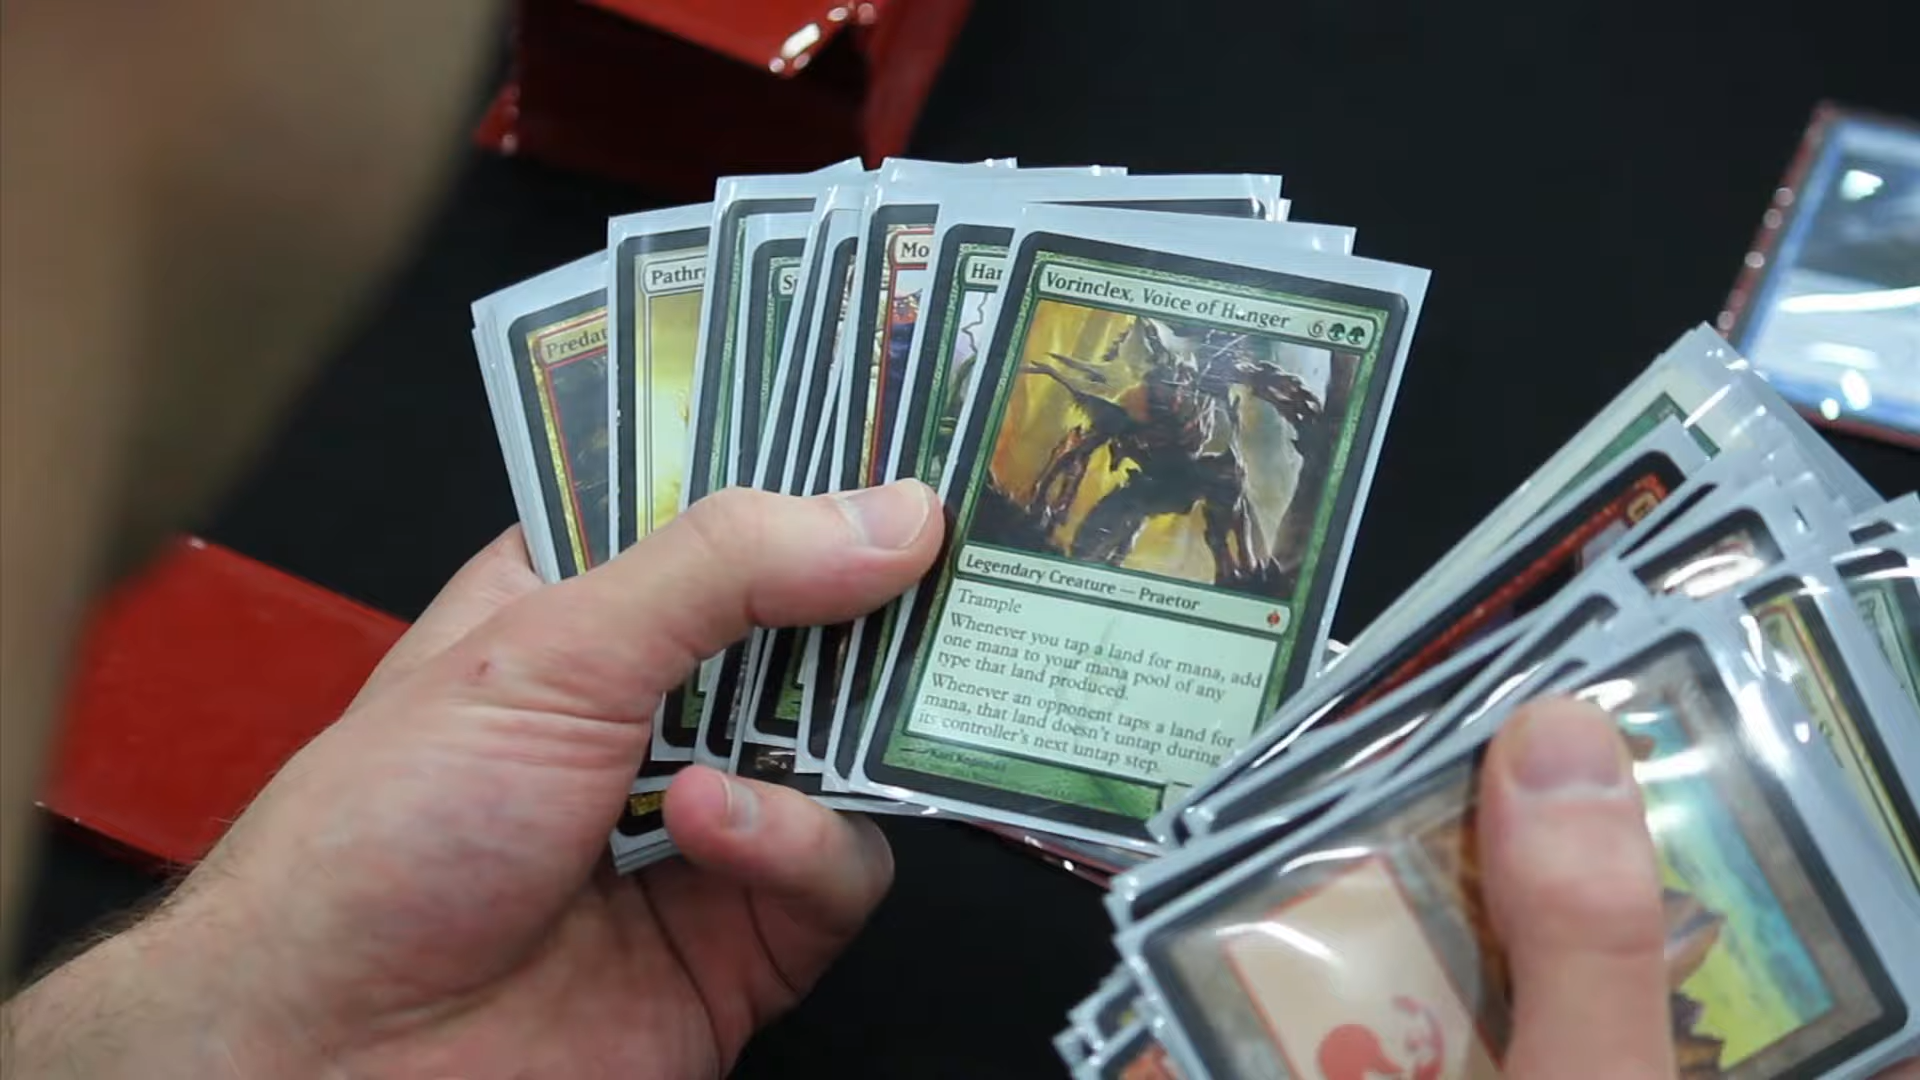 Predat
Pathr
S
Mo
Har
Vorinclex, Voice of Hunger 6
Legendary Creature — Praetor
Trample
Whenever you tap a land for mana, add
one mana to your mana pool of any
type that land produced.
Whenever an opponent taps a land for
mana, that land doesn't untap during
its controller's next untap step.